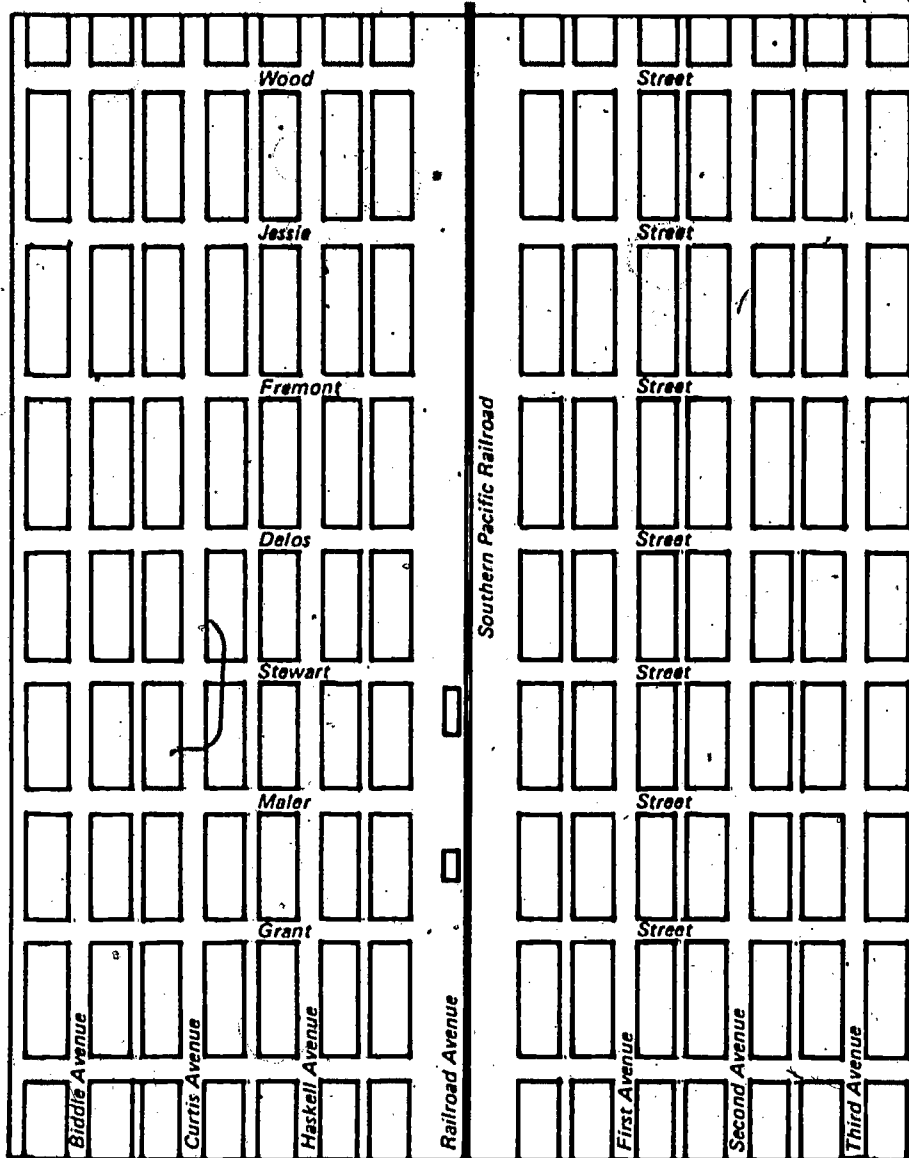 Wood Street
Jessie Street
Fremont Street
Southern Pacific Railroad
Delos Street
Stewart Street
Maler Street
Grant Street
Biddle Avenue
Curtis Avenue
Haskell Avenue
Railroad Avenue
First Avenue
Second Avenue
Third Avenue